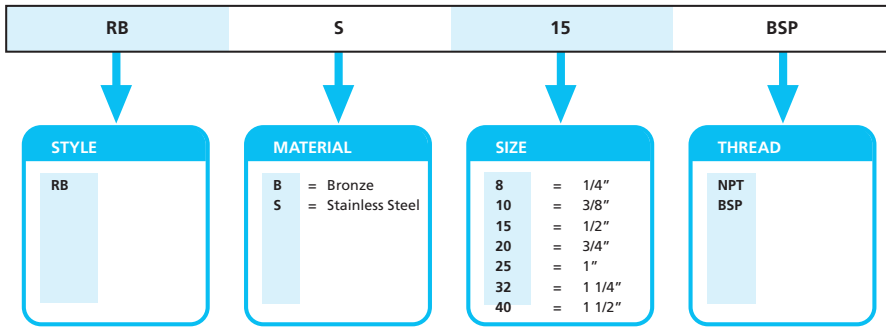 RB S 15 BSP
STYLE
RB
MATERIAL
B = Bronze
S = Stainless Steel
SIZE
8 = 1/4”
10 = 3/8”
15 = 1/2”
20 = 3/4”
25 = 1”
32 = 1 1/4”
40 = 1 1/2”
THREAD
NPT
BSP